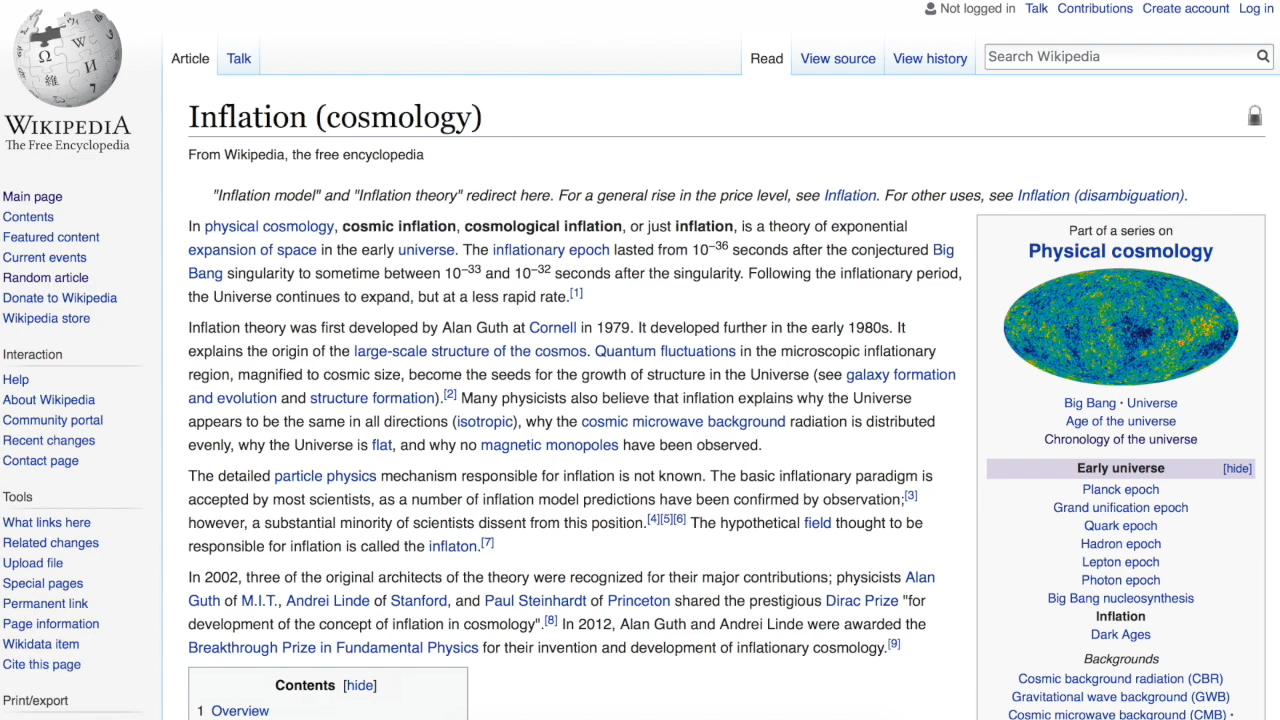 Not logged in Talk Contributions Create account Log in
Article Talk Read View source View history Search Wikipedia
WIKIPEDIA
The Free Encyclopedia
Main page
Contents
Featured content
Current events
Random article
Donate to Wikipedia
Wikipedia store
Interaction
Help
About Wikipedia
Community portal
Recent changes
Contact page
Tools
What links here
Related changes
Upload file
Special pages
Permanent link
Page information
Wikidata item
Cite this page
Print/export
Inflation (cosmology)
From Wikipedia, the free encyclopedia
"Inflation model" and "Inflation theory" redirect here. For a general rise in the price level, see Inflation. For other uses, see Inflation (disambiguation).
In physical cosmology, cosmic inflation, cosmological inflation, or just inflation, is a theory of exponential
expansion of space in the early universe. The inflationary epoch lasted from 10⁻³⁶ seconds after the conjectured Big
Bang singularity to sometime between 10⁻³³ and 10⁻³² seconds after the singularity. Following the inflationary period,
the Universe continues to expand, but at a less rapid rate.[1]
Inflation theory was first developed by Alan Guth at Cornell in 1979. It developed further in the early 1980s. It
explains the origin of the large-scale structure of the cosmos. Quantum fluctuations in the microscopic inflationary
region, magnified to cosmic size, become the seeds for the growth of structure in the Universe (see galaxy formation
and evolution and structure formation).[2] Many physicists also believe that inflation explains why the Universe
appears to be the same in all directions (isotropic), why the cosmic microwave background radiation is distributed
evenly, why the Universe is flat, and why no magnetic monopoles have been observed.
The detailed particle physics mechanism responsible for inflation is not known. The basic inflationary paradigm is
accepted by most scientists, as a number of inflation model predictions have been confirmed by observation;[3]
however, a substantial minority of scientists dissent from this position.[4][5][6] The hypothetical field thought to be
responsible for inflation is called the inflaton.[7]
In 2002, three of the original architects of the theory were recognized for their major contributions; physicists Alan
Guth of M.I.T., Andrei Linde of Stanford, and Paul Steinhardt of Princeton shared the prestigious Dirac Prize "for
development of the concept of inflation in cosmology".[8] In 2012, Alan Guth and Andrei Linde were awarded the
Breakthrough Prize in Fundamental Physics for their invention and development of inflationary cosmology.[9]
Contents [hide]
1 Overview
Part of a series on
Physical cosmology
Big Bang · Universe
Age of the universe
Chronology of the universe
Early universe [hide]
Planck epoch
Grand unification epoch
Quark epoch
Hadron epoch
Lepton epoch
Photon epoch
Big Bang nucleosynthesis
Inflation
Dark Ages
Backgrounds
Cosmic background radiation (CBR)
Gravitational wave background (GWB)
Cosmic microwave background (CMB) ·